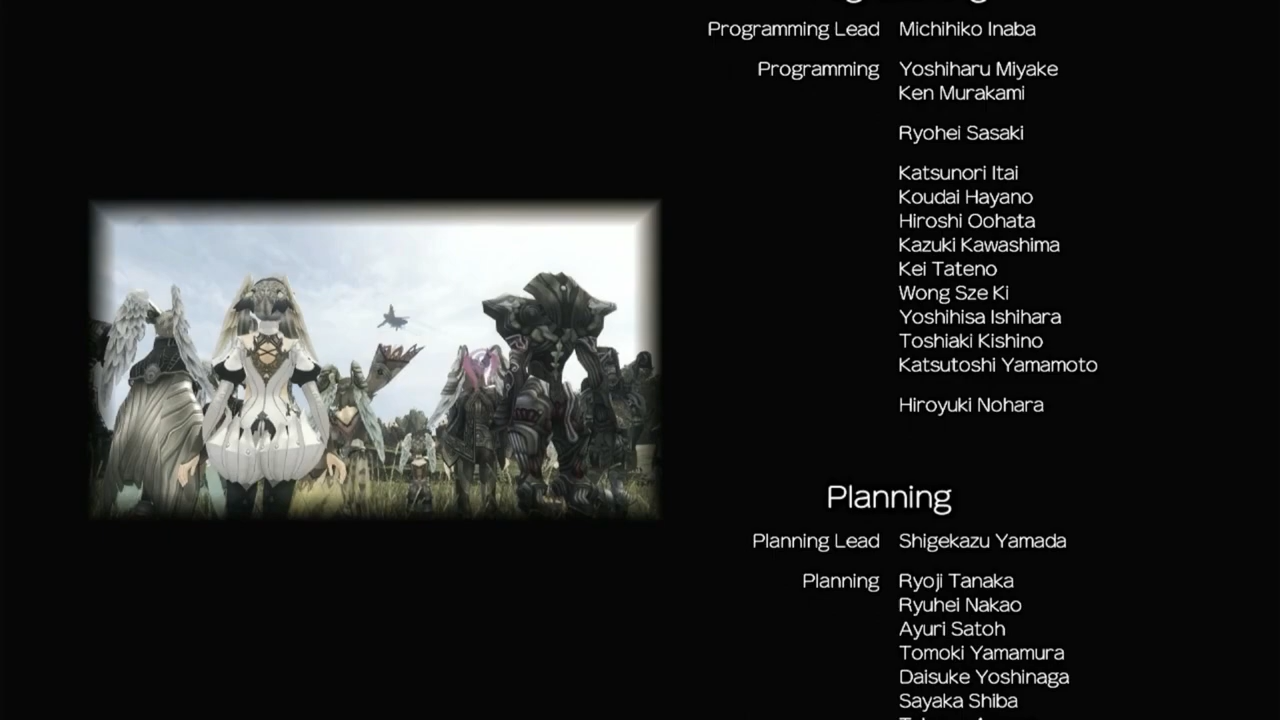 Programming Lead Michihiko Inaba
Programming Yoshiharu Miyake
Ken Murakami
Ryohei Sasaki
Katsunori Itai
Koudai Hayano
Hiroshi Oohata
Kazuki Kawashima
Kei Tateno
Wong Sze Ki
Yoshihisa Ishihara
Toshiaki Kishino
Katsutoshi Yamamoto
Hiroyuki Nohara
Planning
Planning Lead Shigekazu Yamada
Planning Ryoji Tanaka
Ryuhei Nakao
Ayuri Satoh
Tomoki Yamamura
Daisuke Yoshinaga
Sayaka Shiba